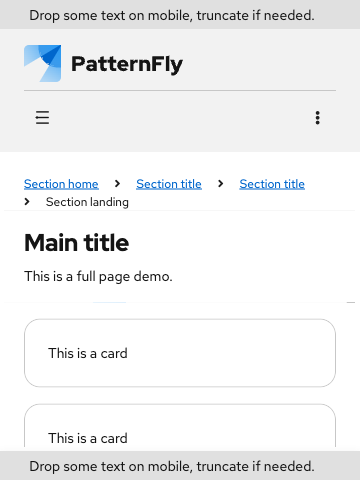 Drop some text on mobile, truncate if needed.
PatternFly
Section home Section title Section title
Section landing
Main title
This is a full page demo.
This is a card
This is a card
Drop some text on mobile, truncate if needed.